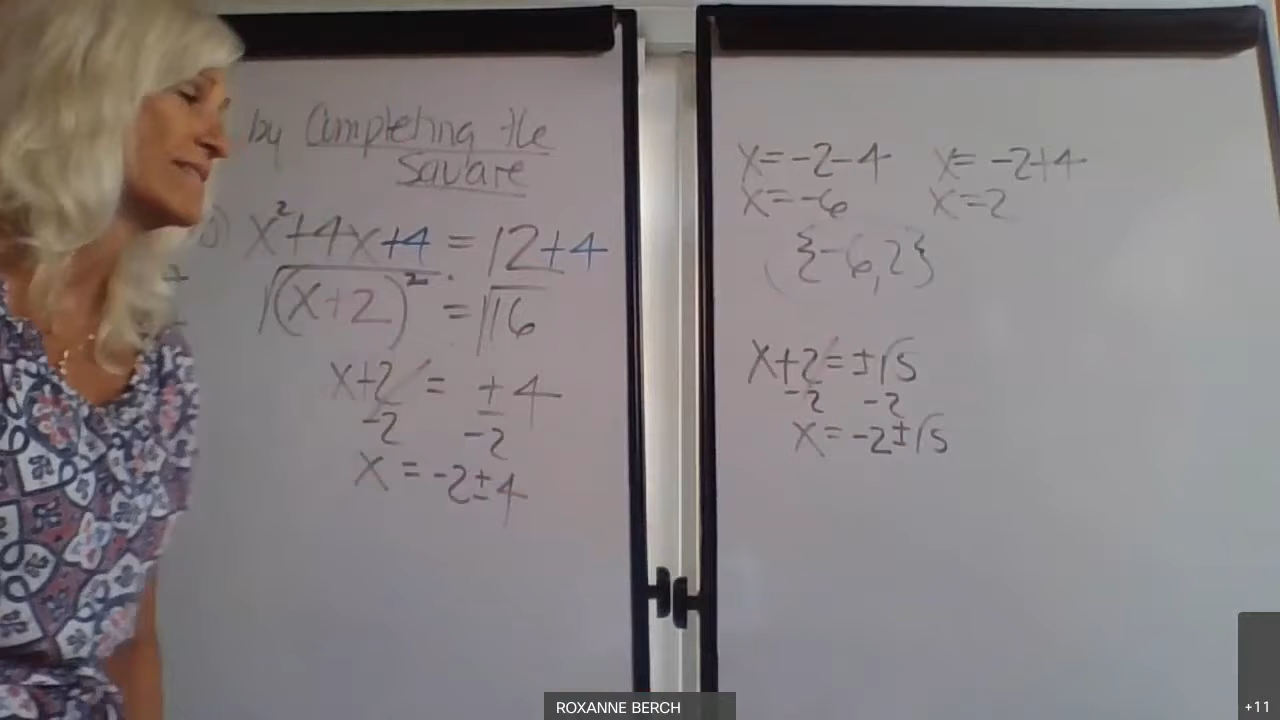 by Completing the
Square
x²+4x+4 = 12+4
√(x+2)² = √16
x+2 = ±4
-2 -2
x = -2±4
x=-2-4 x=-2+4
x=-6 x=2
{-6,2}
x+2=±√5
-2 -2
x=-2±√5
ROXANNE BERCH
+11